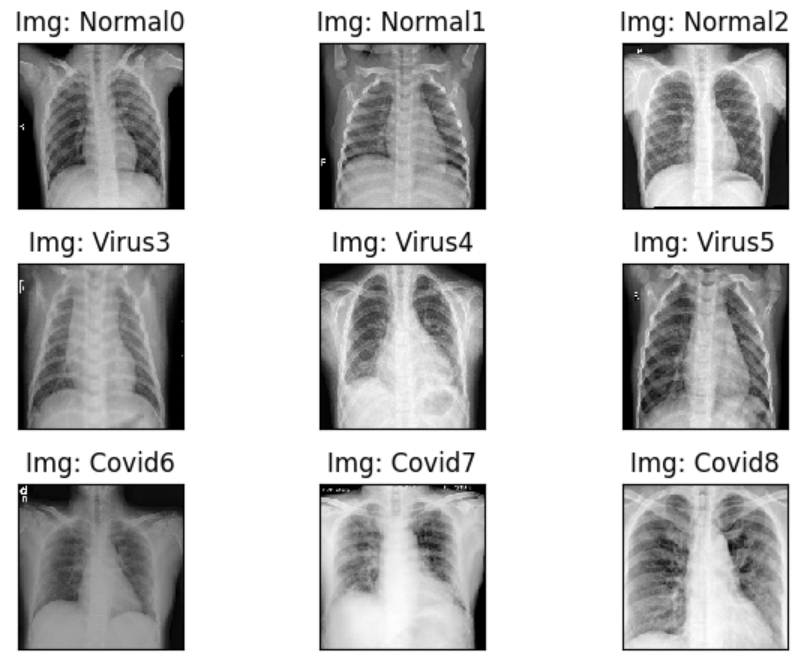 Img: Normal0
Img: Normal1
Img: Normal2
Img: Virus3
Img: Virus4
Img: Virus5
Img: Covid6
Img: Covid7
Img: Covid8